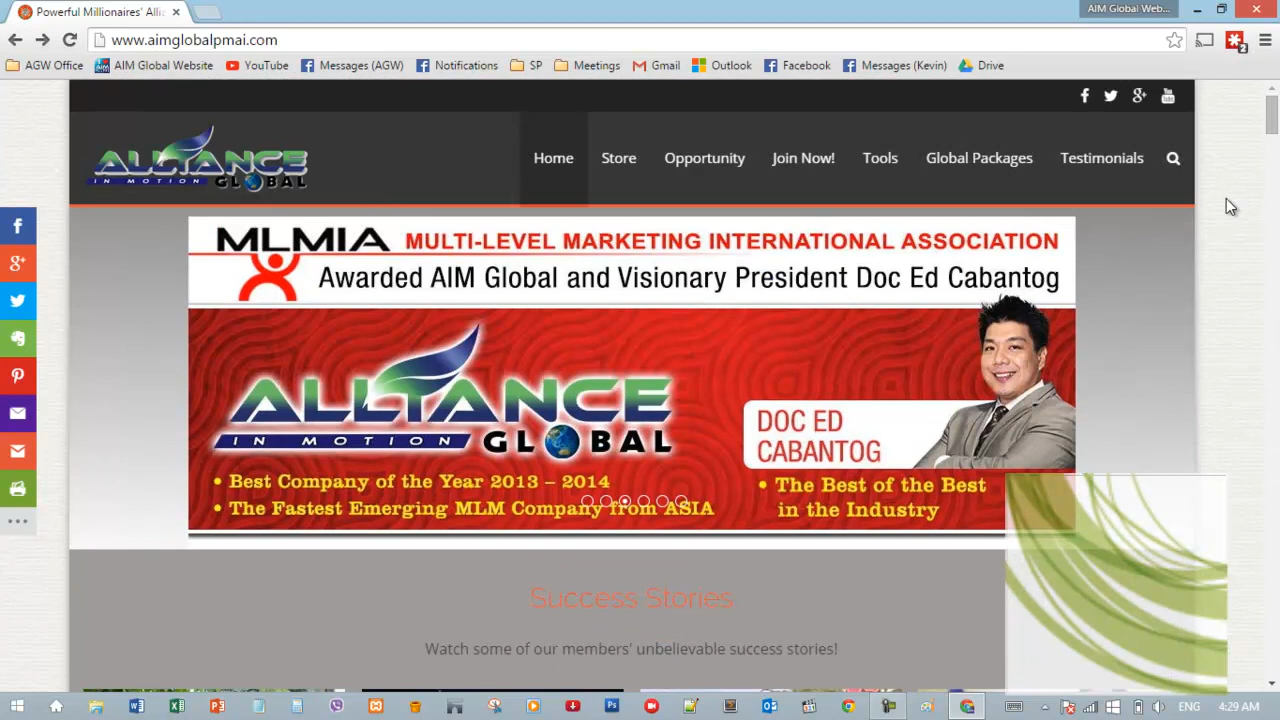 Powerful Millionaires' Alli
AIM Global Web...
www.aimglobalpmai.com
AGW Office
AIM Global Website
YouTube
Messages (AGW)
Notifications
SP
Meetings
Gmail
Outlook
Facebook
Messages (Kevin)
Drive
ALLIANCE
IN MOTION GLOBAL
Home
Store
Opportunity
Join Now!
Tools
Global Packages
Testimonials
MLMIA MULTI-LEVEL MARKETING INTERNATIONAL ASSOCIATION
Awarded AIM Global and Visionary President Doc Ed Cabantog
ALLIANCE
IN MOTION GLOBAL
DOC ED
CABANTOG
• Best Company of the Year 2013 – 2014
• The Fastest Emerging MLM Company from ASIA
• The Best of the Best
in the Industry
Success Stories
Watch some of our members' unbelievable success stories!
ENG
4:29 AM